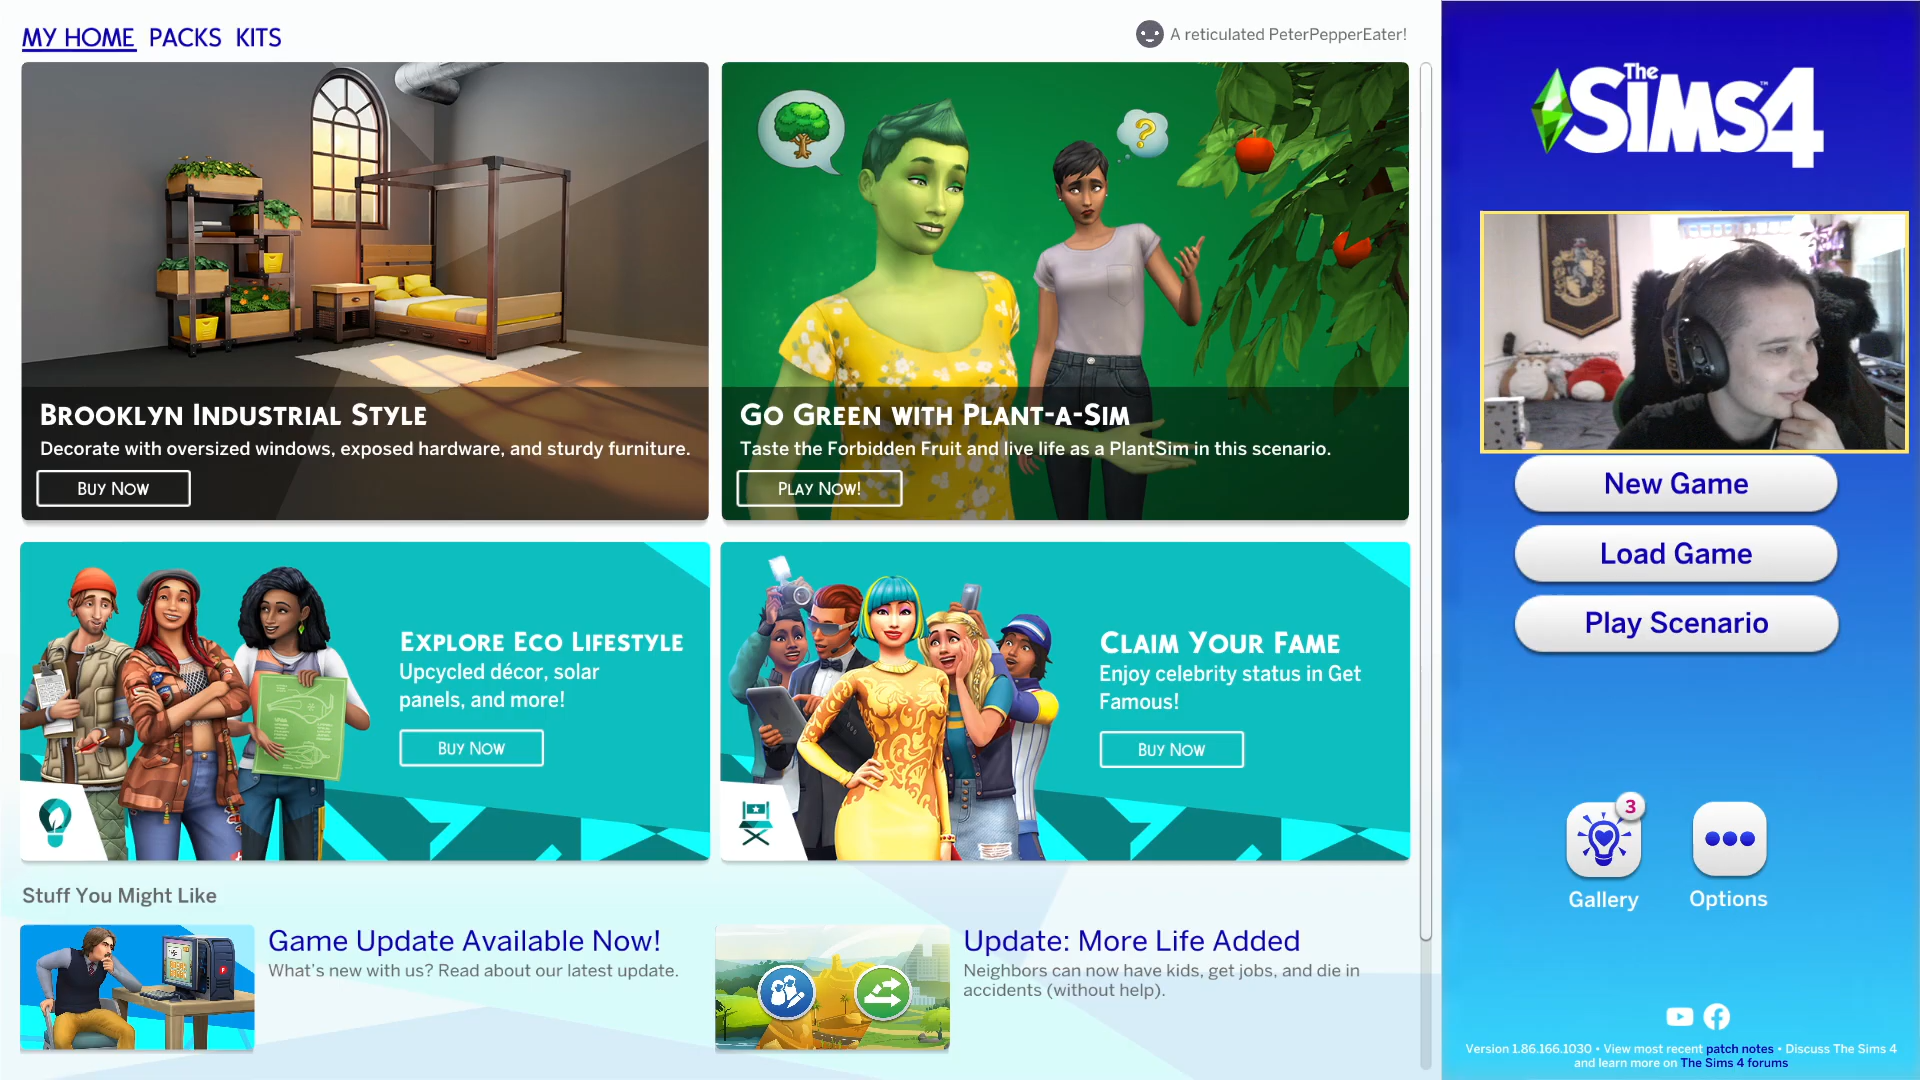 MY HOME PACKS KITS
A reticulated PeterPepperEater!
BROOKLYN INDUSTRIAL STYLE
Decorate with oversized windows, exposed hardware, and sturdy furniture.
BUY NOW
GO GREEN WITH PLANT-A-SIM
Taste the Forbidden Fruit and live life as a PlantSim in this scenario.
PLAY NOW!
EXPLORE ECO LIFESTYLE
Upcycled décor, solar
panels, and more!
BUY NOW
CLAIM YOUR FAME
Enjoy celebrity status in Get
Famous!
BUY NOW
Stuff You Might Like
Game Update Available Now!
What's new with us? Read about our latest update.
Update: More Life Added
Neighbors can now have kids, get jobs, and die in
accidents (without help).
The
SIMS4
™
New Game
Load Game
Play Scenario
3
Gallery
Options
Version 1.86.166.1030 • View most recent patch notes • Discuss The Sims 4
and learn more on The Sims 4 forums